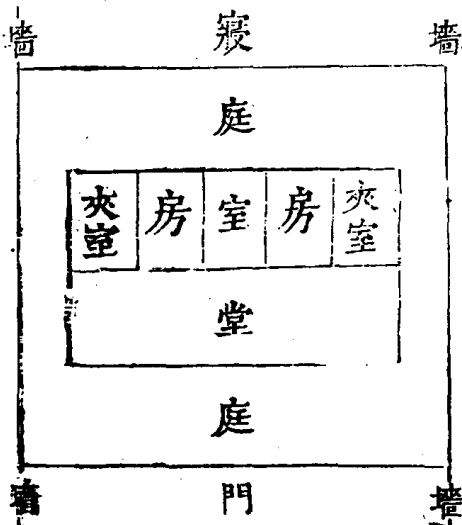 墻 寢 墻
庭
夾室 房 室 房 夾室
堂
庭
墻 門 墻